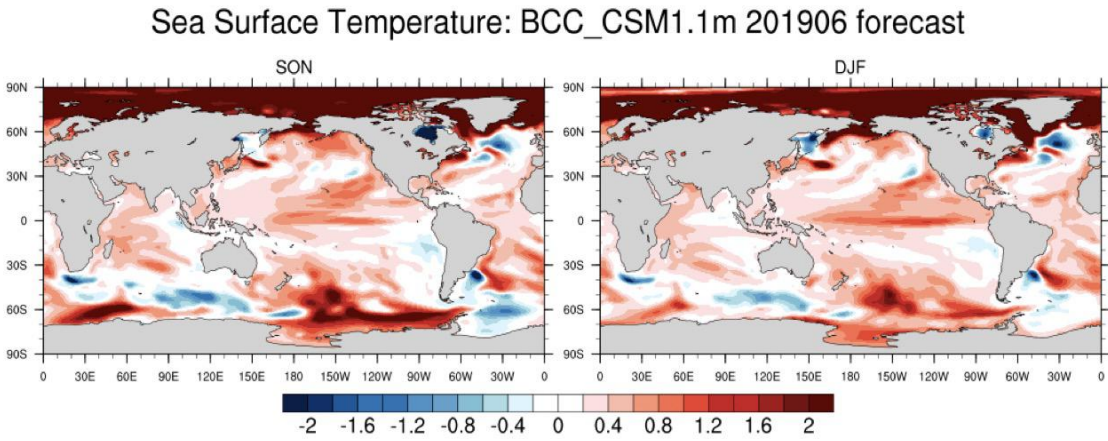 Sea Surface Temperature: BCC_CSM1.1m 201906 forecast
SON
DJF
90N
60N
30N
0
30S
60S
90S
0 30E 60E 90E 120E 150E 180 150W 120W 90W 60W 30W 0
90N
60N
30N
0
30S
60S
90S
0 30E 60E 90E 120E 150E 180 150W 120W 90W 60W 30W 0
-2 -1.6 -1.2 -0.8 -0.4 0 0.4 0.8 1.2 1.6 2